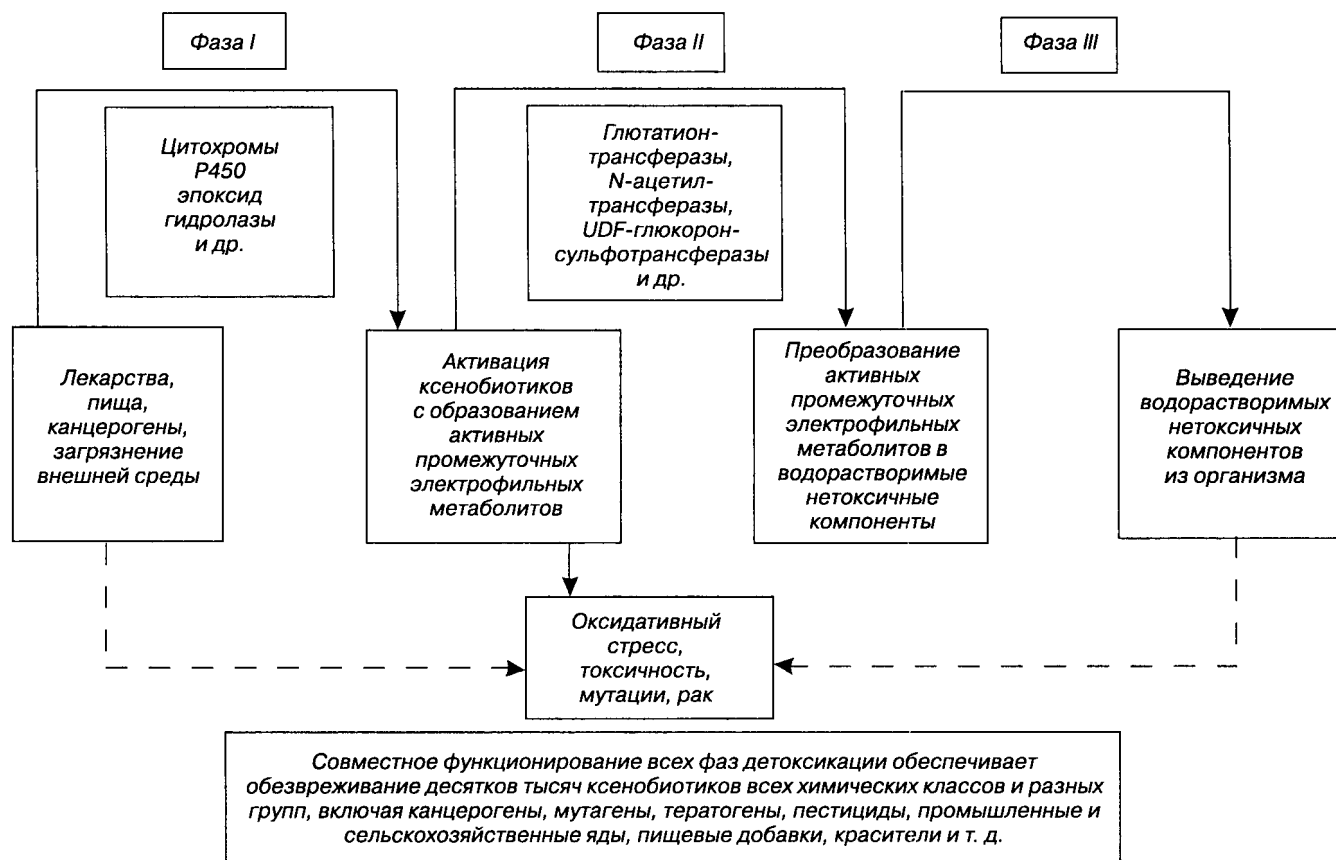 Фаза I
Фаза II
Фаза III
Цитохромы
P450
эпоксид
гидролазы
и др.
Глютатион-
трансферазы,
N-ацетил-
трансферазы,
UDF-глюкорон-
сульфотрансферазы
и др.
Лекарства,
пища,
канцерогены,
загрязнение
внешней среды
Активация
ксенобиотиков
с образованием
активных
промежуточных
электрофильных
метаболитов
Преобразование
активных
промежуточных
электрофильных
метаболитов в
водорастворимые
нетоксичные
компоненты
Выведение
водорастворимых
нетоксичных
компонентов
из организма
Оксидативный
стресс,
токсичность,
мутации, рак
Совместное функционирование всех фаз детоксикации обеспечивает
обезвреживание десятков тысяч ксенобиотиков всех химических классов и разных
групп, включая канцерогены, мутагены, тератогены, пестициды, промышленные и
сельскохозяйственные яды, пищевые добавки, красители и т. д.